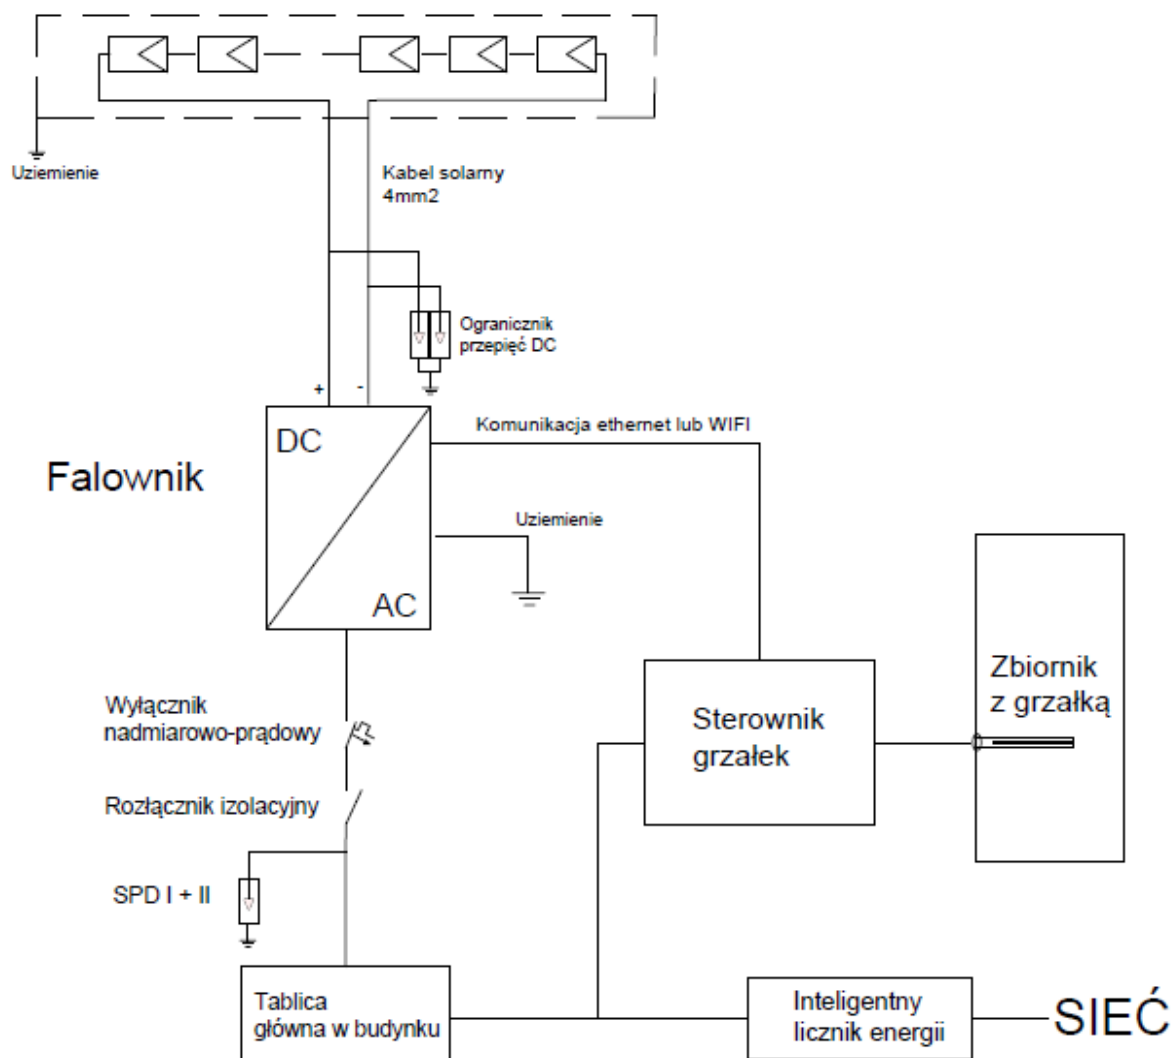 Uziemienie
Kabel solarny
4mm2
Ogranicznik
przepięć DC
+
-
DC
Komunikacja ethernet lub WIFI
Falownik
Uziemienie
AC
Zbiornik
z grzałką
Wyłącznik
nadmiarowo-prądowy
Sterownik
grzałek
Rozłącznik izolacyjny
SPD I + II
Tablica
główna w budynku
Inteligentny
licznik energii
SIEĆ